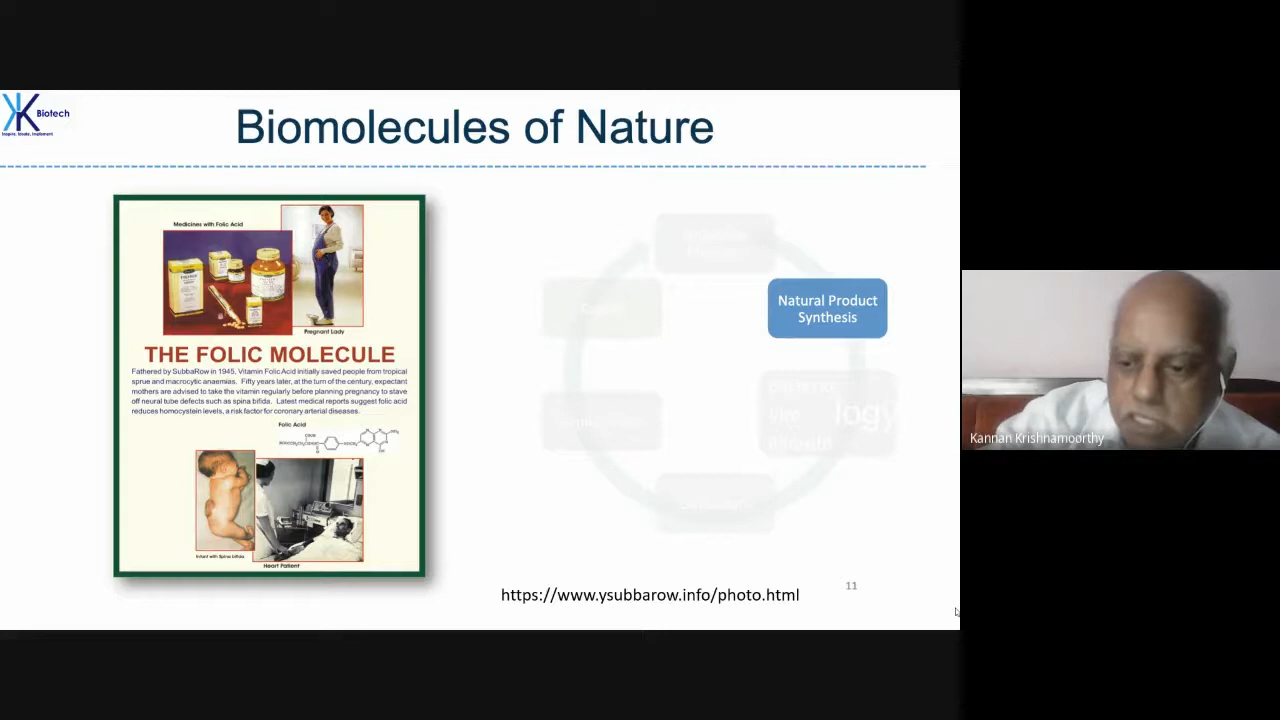 Biotech
Inspire, Ideate, Implement
Biomolecules of Nature
Medicines with Folic Acid
Pregnant Lady
THE FOLIC MOLECULE
Fathered by SubbaRow in 1945, Vitamin Folic Acid initially saved people from tropical
sprue and macrocytic anaemias. Fifty years later, at the turn of the century, expectant
mothers are advised to take the vitamin regularly before planning pregnancy to stave
off neural tube defects such as spina bifida. Latest medical reports suggest folic acid
reduces homocystein levels, a risk factor for coronary arterial diseases.
Folic Acid
Infant with Spina bifida
Heart Patient
Natural Product
Synthesis
logy
https://www.ysubbarow.info/photo.html
11
Kannan Krishnamoorthy